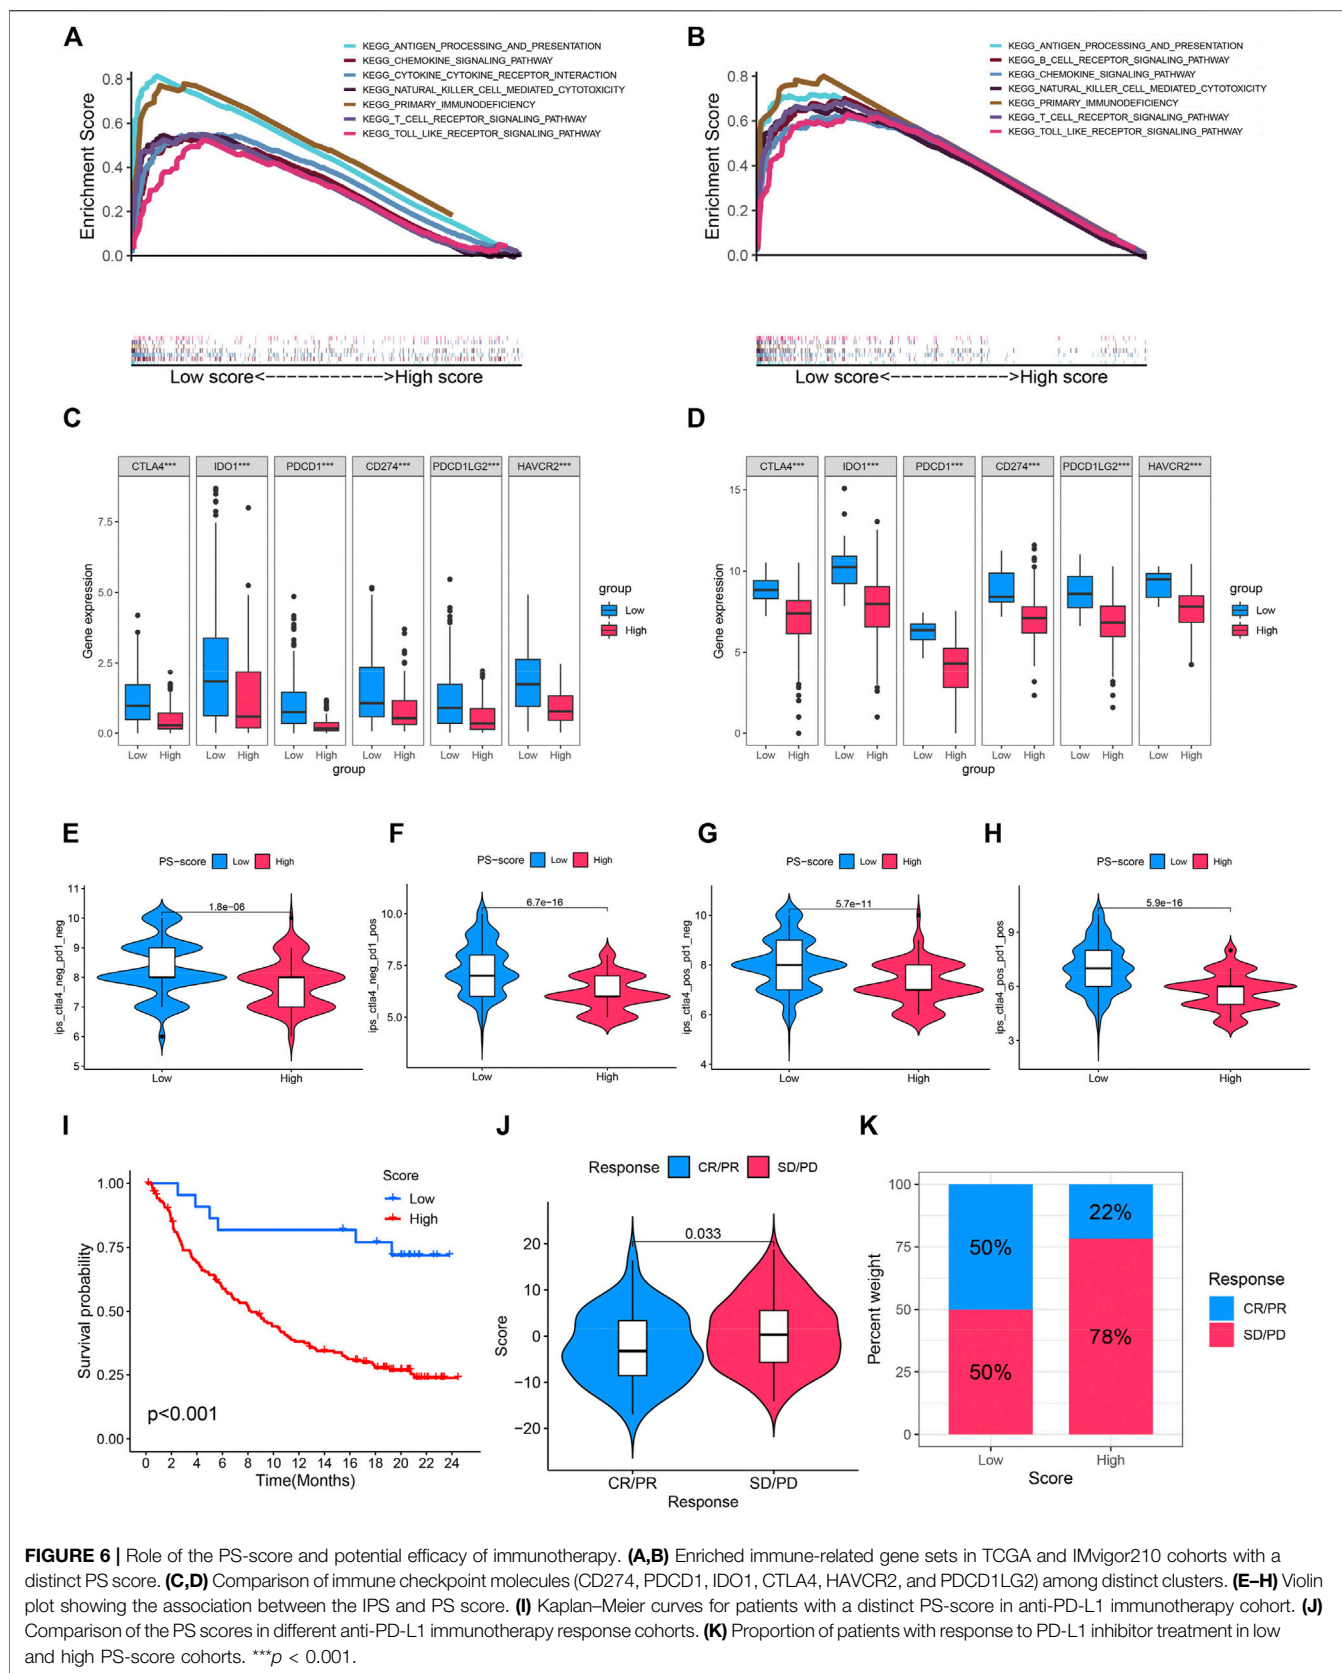 A
KEGG_ANTIGEN_PROCESSING_AND_PRESENTATION
KEGG_CHEMOKINE_SIGNALING_PATHWAY
KEGG_CYTOKINE_CYTOKINE_RECEPTOR_INTERACTION
KEGG_NATURAL_KILLER_CELL_MEDIATED_CYTOTOXICITY
KEGG_PRIMARY_IMMUNODEFICIENCY
KEGG_T_CELL_RECEPTOR_SIGNALING_PATHWAY
KEGG_TOLL_LIKE_RECEPTOR_SIGNALING_PATHWAY
Enrichment Score
0.8
0.6
0.4
0.2
0.0
Low score<------------>High score
B
KEGG_ANTIGEN_PROCESSING_AND_PRESENTATION
KEGG_B_CELL_RECEPTOR_SIGNALING_PATHWAY
KEGG_CHEMOKINE_SIGNALING_PATHWAY
KEGG_NATURAL_KILLER_CELL_MEDIATED_CYTOTOXICITY
KEGG_PRIMARY_IMMUNODEFICIENCY
KEGG_T_CELL_RECEPTOR_SIGNALING_PATHWAY
KEGG_TOLL_LIKE_RECEPTOR_SIGNALING_PATHWAY
Enrichment Score
0.8
0.6
0.4
0.2
0.0
Low score<------------>High score
C
CTLA4*** IDO1*** PDCD1*** CD274*** PDCD1LG2*** HAVCR2***
Gene expression
7.5
5.0
2.5
0.0
Low High Low High Low High Low High Low High Low High
group
group
Low
High
D
CTLA4*** IDO1*** PDCD1*** CD274*** PDCD1LG2*** HAVCR2***
Gene expression
15
10
5
0
Low High Low High Low High Low High Low High Low High
group
group
Low
High
E
PS-score Low High
ips_ctla4_neg_pd1_neg
11
10
9
8
7
6
5
1.8e-06
Low High
F
PS-score Low High
ips_ctla4_neg_pd1_pos
10.0
7.5
5.0
6.7e-16
Low High
G
PS-score Low High
ips_ctla4_pos_pd1_neg
10
8
6
4
5.7e-11
Low High
H
PS-score Low High
ips_ctla4_pos_pd1_pos
9
6
3
5.9e-16
Low High
I
Score
Low
High
Survival probability
1.00
0.75
0.50
0.25
0.00
p<0.001
0 2 4 6 8 10 12 14 16 18 20 22 24
Time(Months)
J
Response CR/PR SD/PD
Score
20
10
0
−10
−20
0.033
CR/PR SD/PD
Response
K
Percent weight
100
75
50
25
0
50%
50%
22%
78%
Low High
Score
Response
CR/PR
SD/PD
FIGURE 6 | Role of the PS-score and potential efficacy of immunotherapy. (A,B) Enriched immune-related gene sets in TCGA and IMvigor210 cohorts with a
distinct PS score. (C,D) Comparison of immune checkpoint molecules (CD274, PDCD1, IDO1, CTLA4, HAVCR2, and PDCD1LG2) among distinct clusters. (E–H) Violin
plot showing the association between the IPS and PS score. (I) Kaplan–Meier curves for patients with a distinct PS-score in anti-PD-L1 immunotherapy cohort. (J)
Comparison of the PS scores in different anti-PD-L1 immunotherapy response cohorts. (K) Proportion of patients with response to PD-L1 inhibitor treatment in low
and high PS-score cohorts. ***p < 0.001.